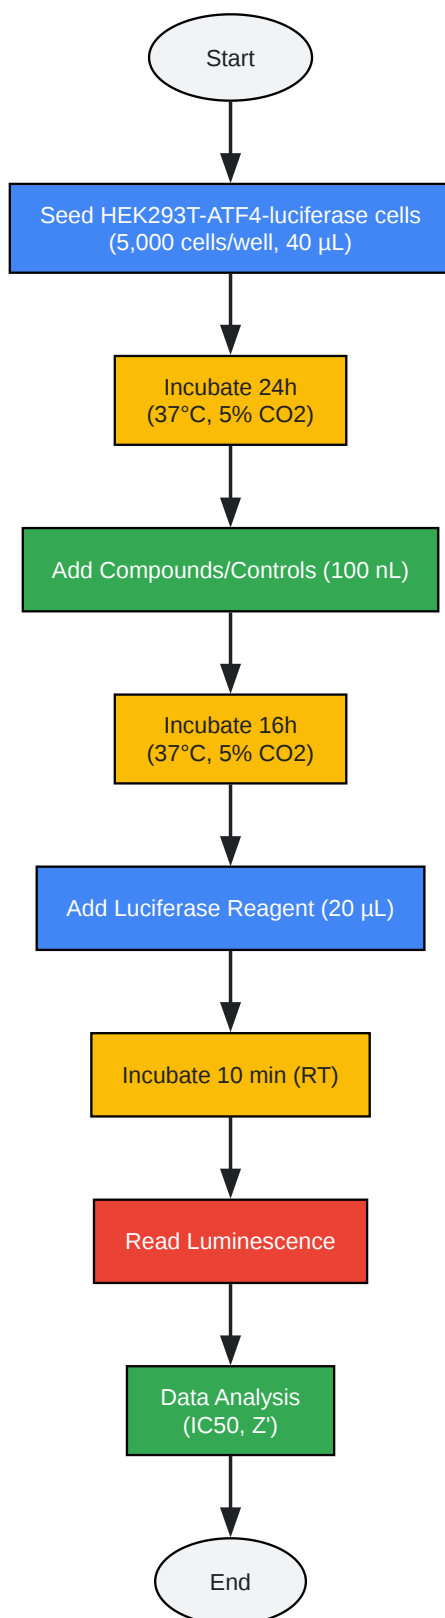 Start
Seed HEK293T-ATF4-luciferase cells
(5,000 cells/well, 40 µL)
Incubate 24h
(37°C, 5% CO2)
Add Compounds/Controls (100 nL)
Incubate 16h
(37°C, 5% CO2)
Add Luciferase Reagent (20 µL)
Incubate 10 min (RT)
Read Luminescence
Data Analysis
(IC50, Z')
End